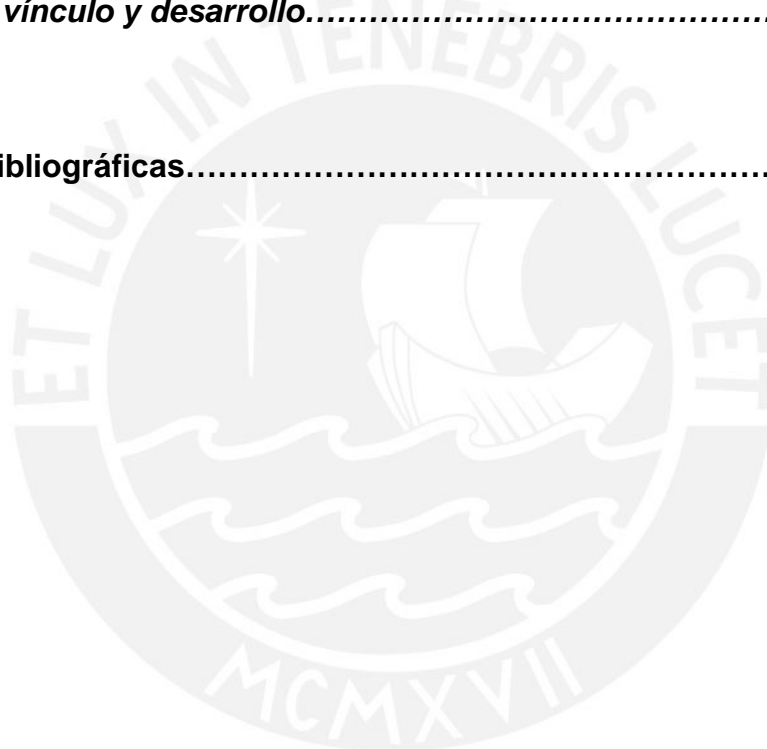 vínculo y desarrollo…………………………………………
ibliográficas………………………………………………
ET LUX IN TENEBRIS LUCET
MCMXVII